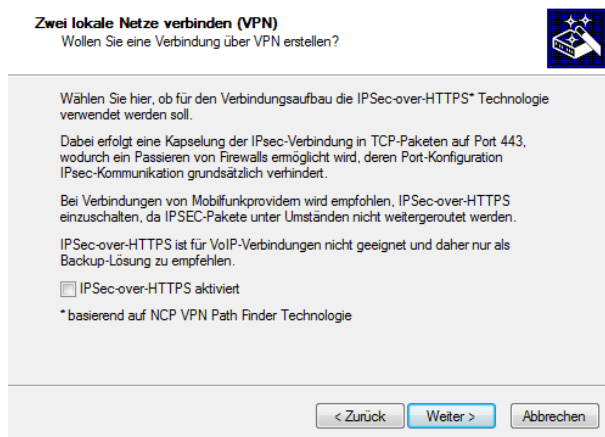 Zwei lokale Netze verbinden (VPN)
Wollen Sie eine Verbindung über VPN erstellen?
Wählen Sie hier, ob für den Verbindungsaufbau die IPSec-over-HTTPS* Technologie
verwendet werden soll.
Dabei erfolgt eine Kapselung der IPsec-Verbindung in TCP-Paketen auf Port 443,
wodurch ein Passieren von Firewalls ermöglicht wird, deren Port-Konfiguration
IPsec-Kommunikation grundsätzlich verhindert.
Bei Verbindungen von Mobilfunkprovidern wird empfohlen, IPSec-over-HTTPS
einzuschalten, da IPSEC-Pakete unter Umständen nicht weitergeroutet werden.
IPSec-over-HTTPS ist für VoIP-Verbindungen nicht geeignet und daher nur als
Backup-Lösung zu empfehlen.
IPSec-over-HTTPS aktiviert
* basierend auf NCP VPN Path Finder Technologie
< Zurück Weiter > Abbrechen